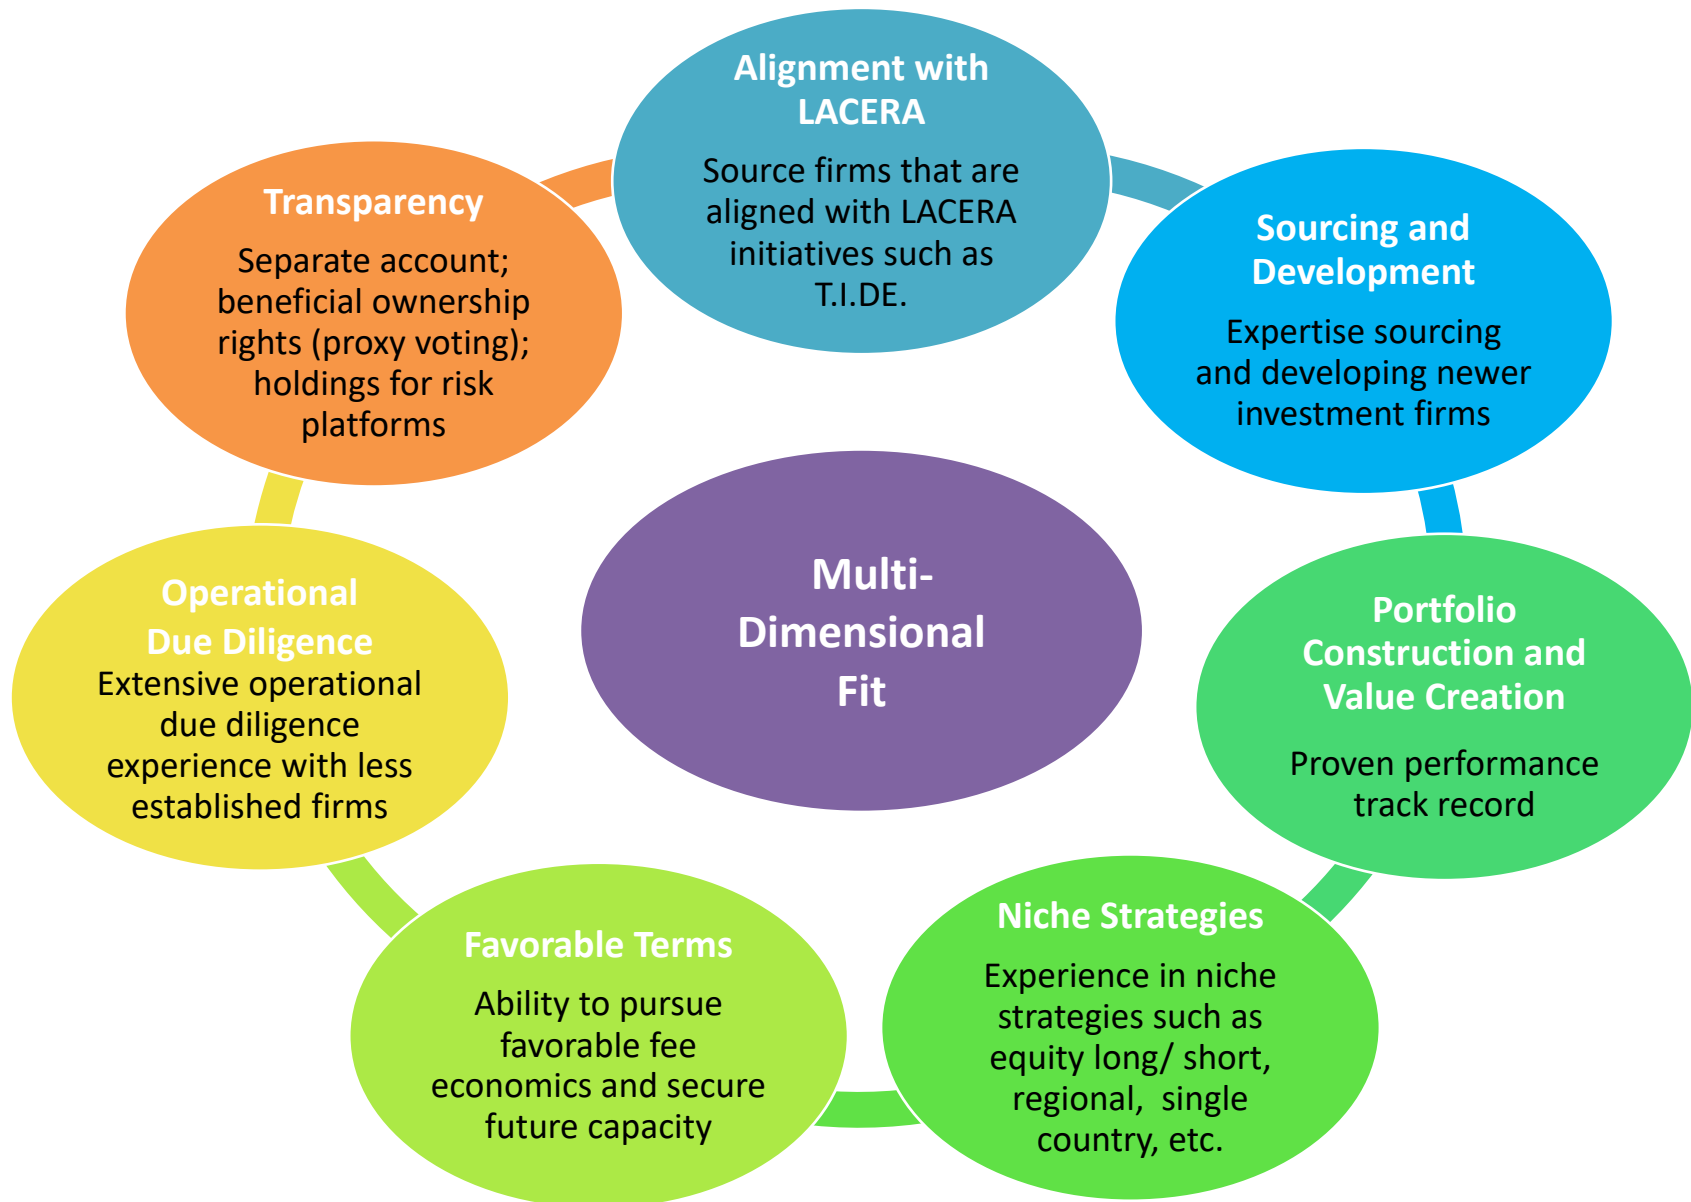 Alignment with
LACERA
Source firms that are
aligned with LACERA
initiatives such as
T.I.DE.
Sourcing and
Development
Expertise sourcing
and developing newer
investment firms
Portfolio
Construction and
Value Creation
Proven performance
track record
Niche Strategies
Experience in niche
strategies such as
equity long/ short,
regional,  single
country, etc.
Favorable Terms
Ability to pursue
favorable fee
economics and secure
future capacity
Operational
Due Diligence
Extensive operational
due diligence
experience with less
established firms
Transparency
Separate account;
beneficial ownership
rights (proxy voting);
holdings for risk
platforms
Multi-
Dimensional
Fit